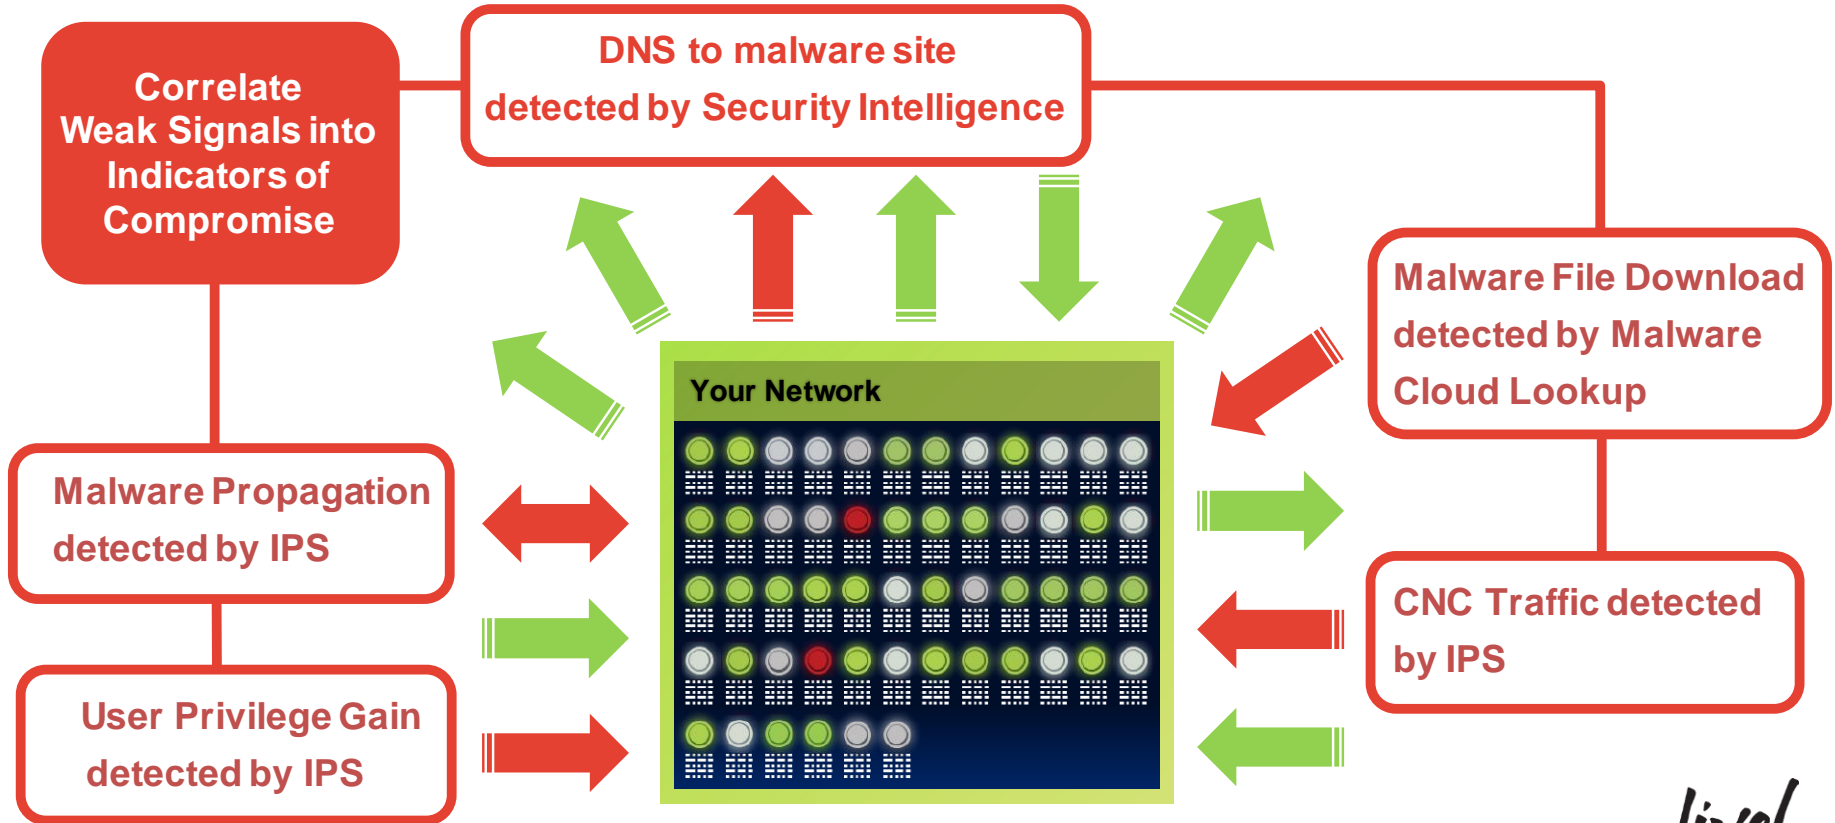 Correlate
Weak Signals into
Indicators of
Compromise
DNS to malware site
detected by Security Intelligence
Malware File Download
detected by Malware
Cloud Lookup
Your Network
Malware Propagation
detected by IPS
CNC Traffic detected
by IPS
User Privilege Gain
detected by IPS